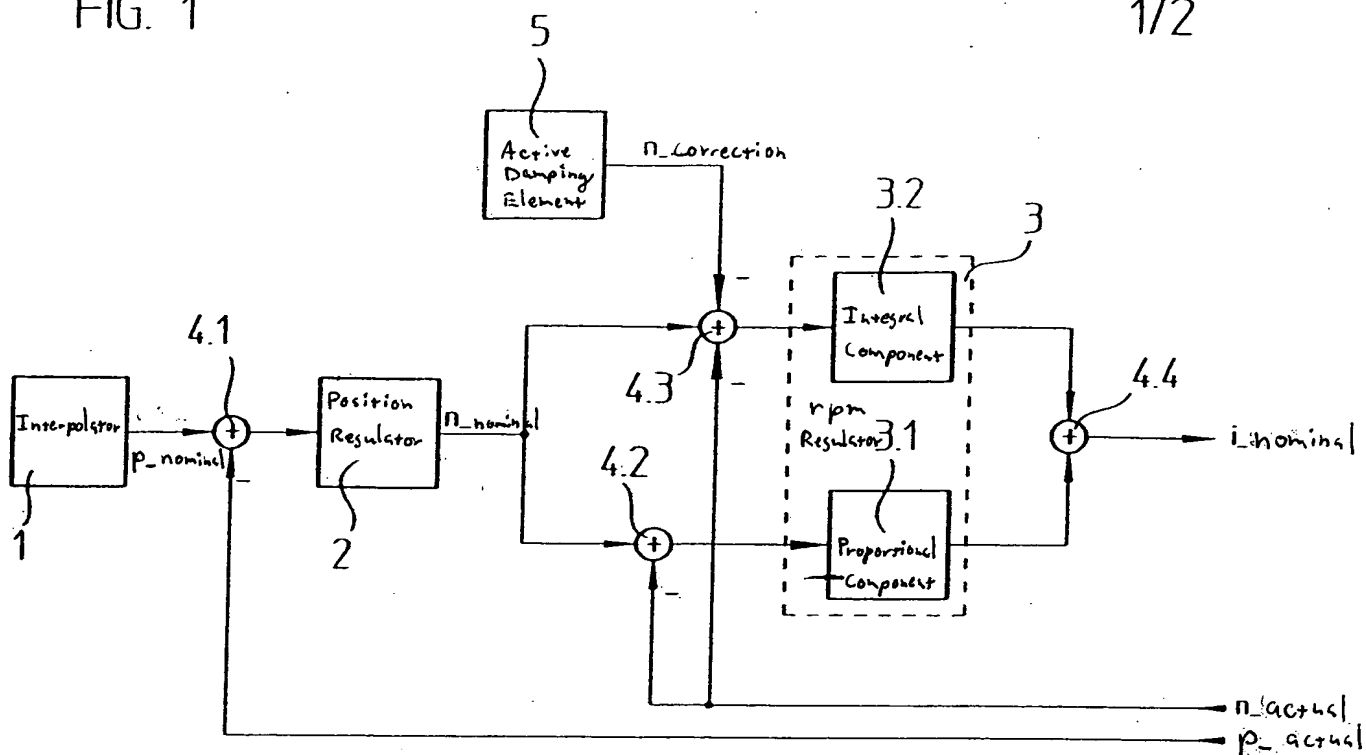 FIG. 1
1/2
5
Active
Damping
Element
n_correction
3.2
3
-
Integral
Component
4.1
+
4.3
-
4.4
Interpolator
p_nominal
+
-
Position
Regulator
n_nominal
rpm
Regulator
3.1
+
i_nominal
1
2
4.2
+
-
Proportional
Component
n_actual
p_actual